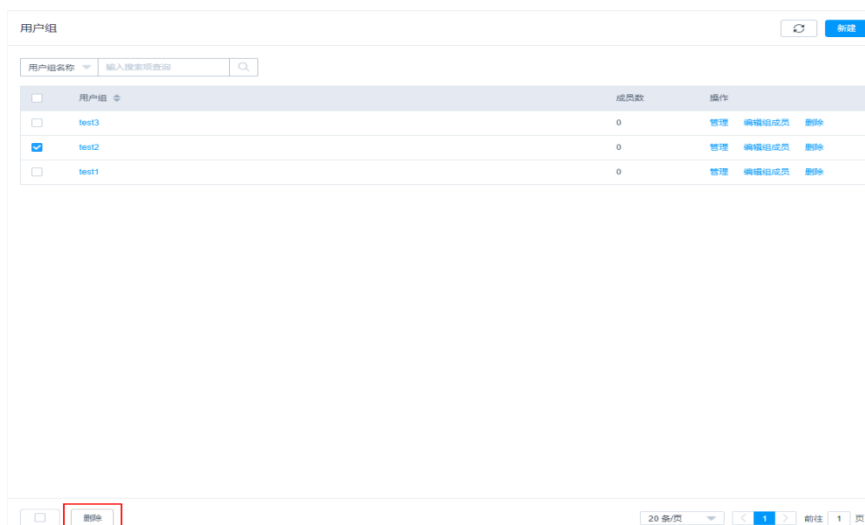 用户组
新建
用户组名称 输入搜索项查询
用户组 成员数 操作
test3 0 管理 编辑组成员 删除
test2 0 管理 编辑组成员 删除
test1 0 管理 编辑组成员 删除
删除 20 条/页 1 前往 1 页